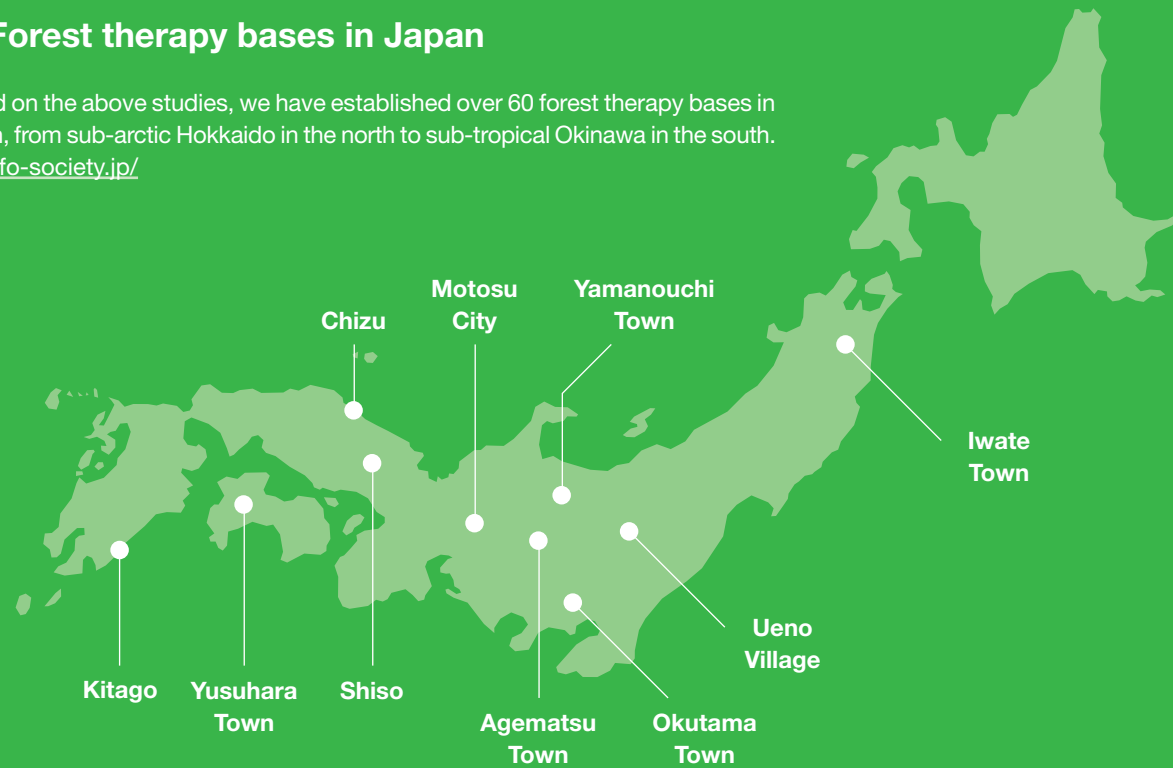 Forest therapy bases in Japan
d on the above studies, we have established over 60 forest therapy bases in
, from sub-arctic Hokkaido in the north to sub-tropical Okinawa in the south.
fo-society.jp/
Chizu
Motosu
City
Yamanouchi
Town
Iwate
Town
Ueno
Village
Kitago
Yusuhara
Town
Shiso
Agematsu
Town
Okutama
Town